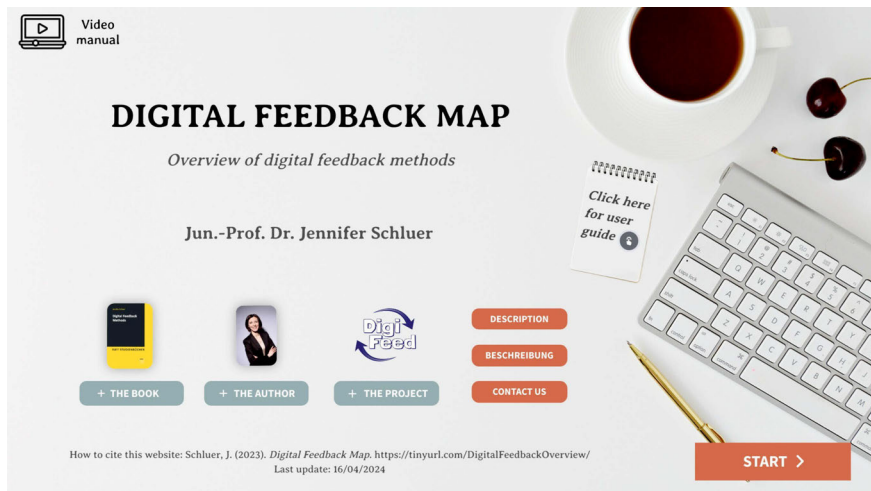 Video
manual
DIGITAL FEEDBACK MAP
Overview of digital feedback methods
Jun.-Prof. Dr. Jennifer Schluer
Click here
for user
guide
Digital Feedback
Methods
Digi
Feed
+ THE BOOK
+ THE AUTHOR
+ THE PROJECT
DESCRIPTION
BESCHREIBUNG
CONTACT US
How to cite this website: Schluer, J. (2023). Digital Feedback Map. https://tinyurl.com/DigitalFeedbackOverview/
Last update: 16/04/2024
START